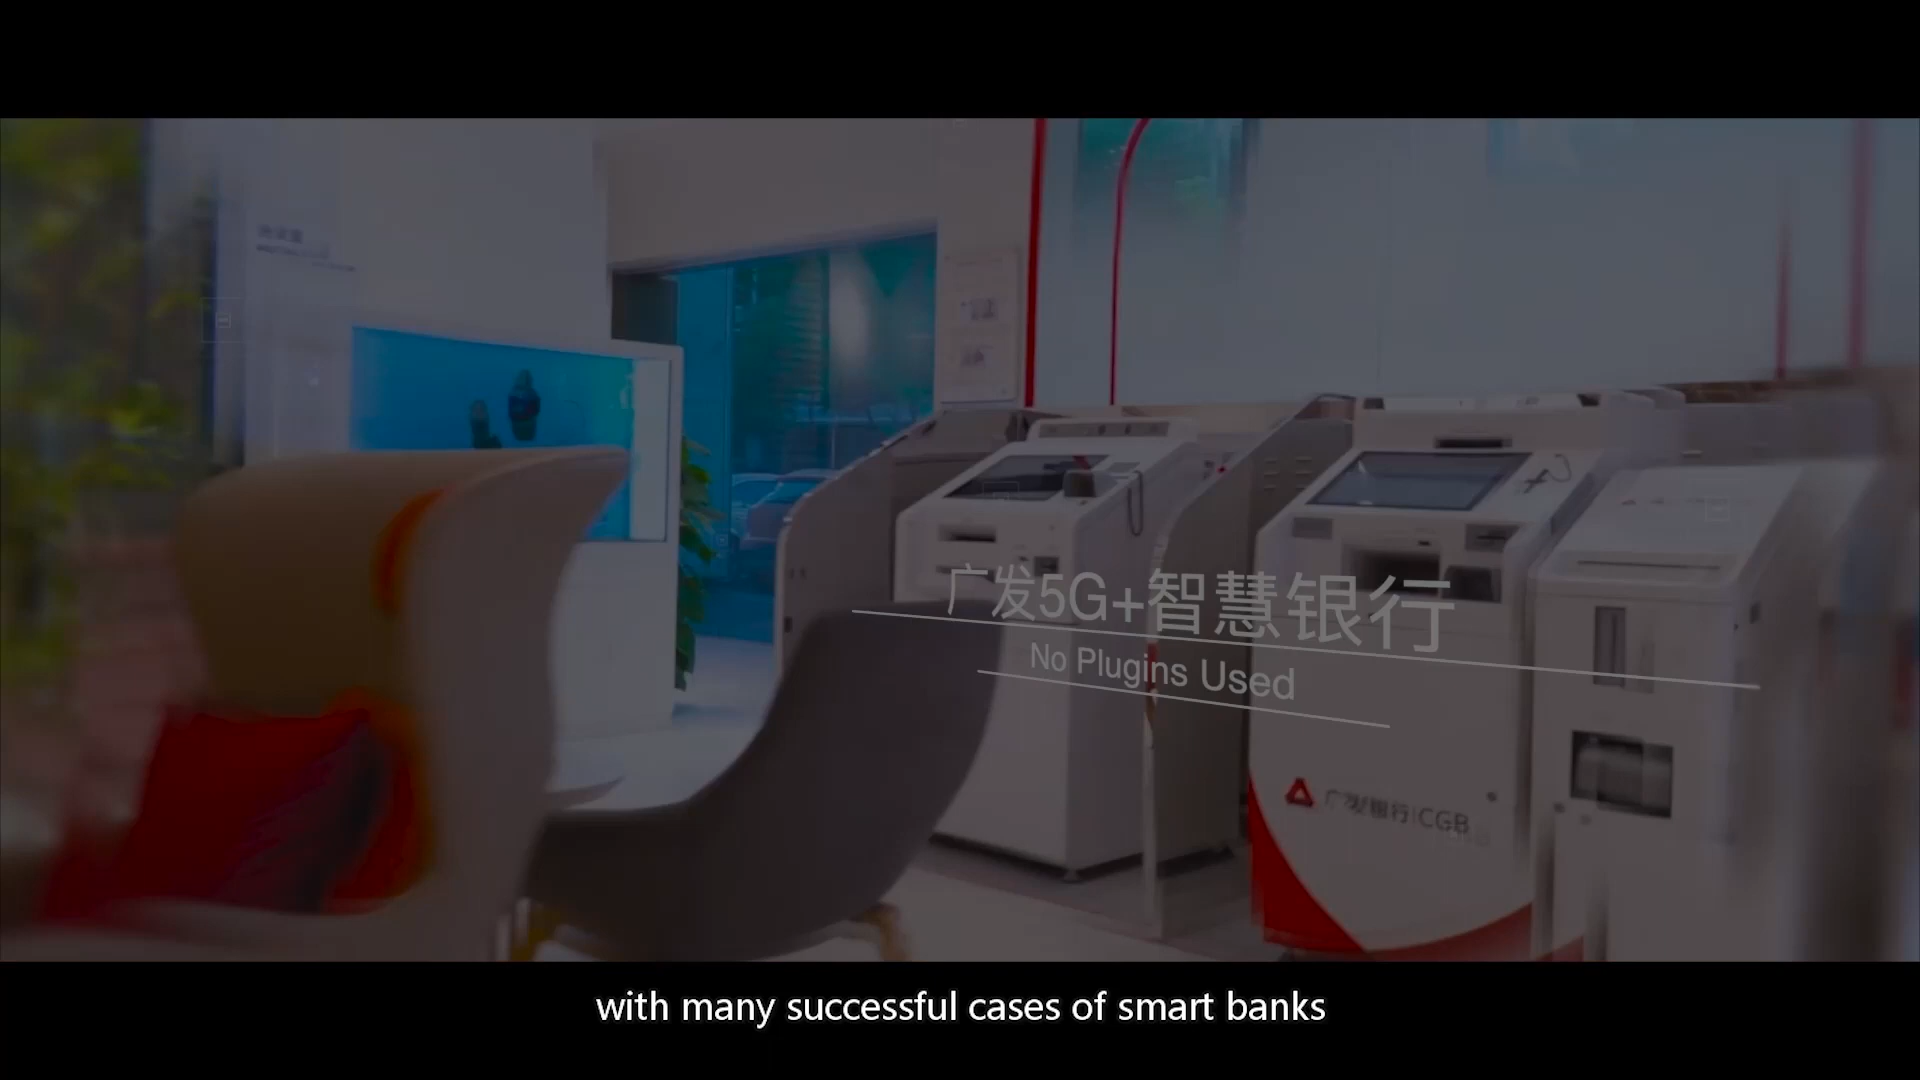 广发5G+智慧银行
No Plugins Used
广发银行|CGB
with many successful cases of smart banks